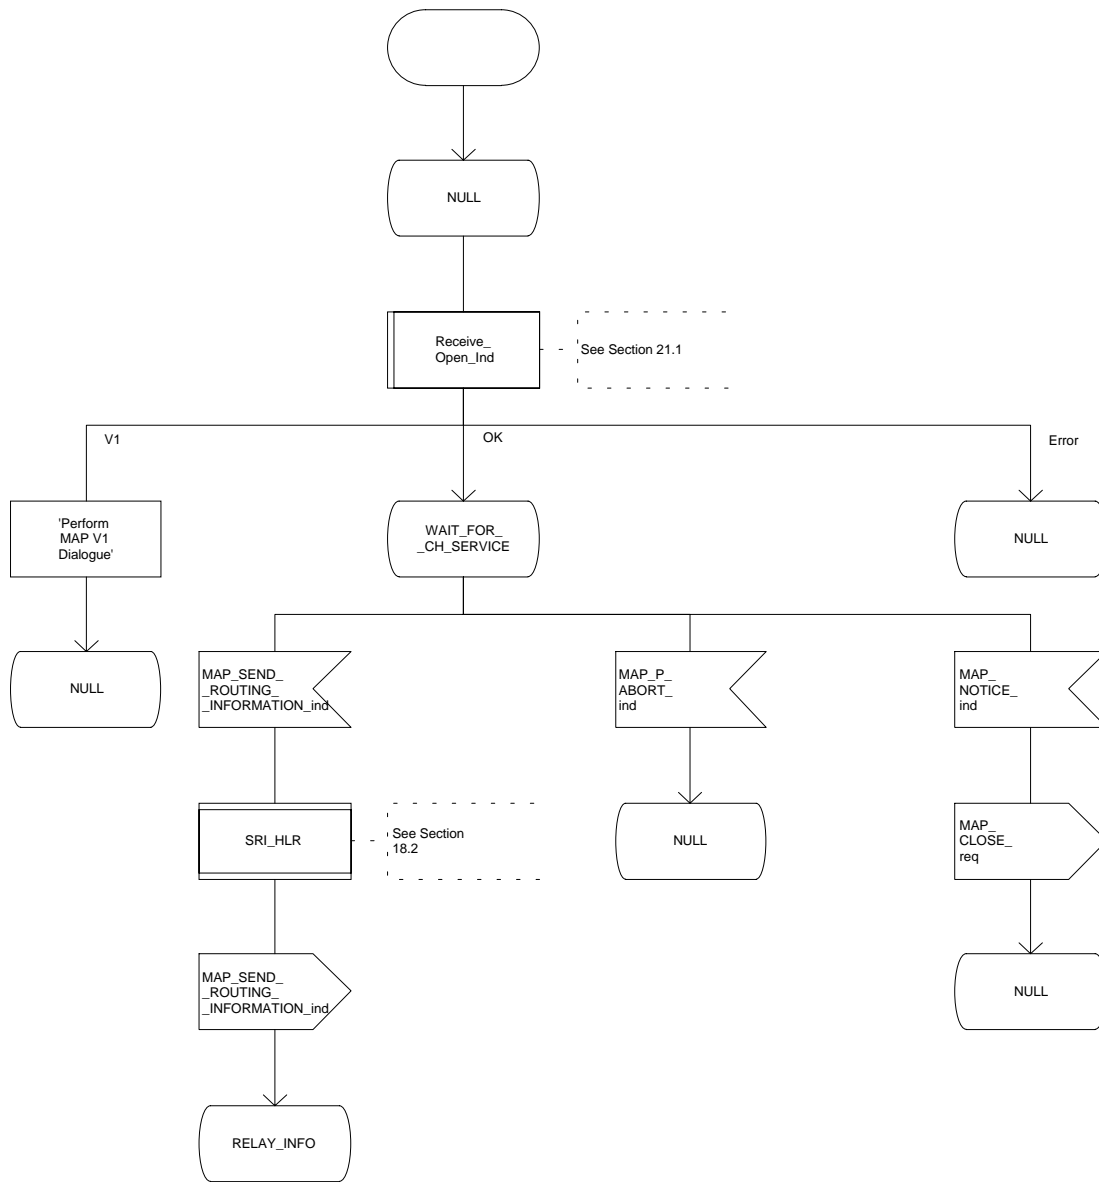 NULL
Receive_
Open_Ind
See Section 21.1
V1
OK
Error
'Perform
MAP V1
Dialogue'
WAIT_FOR_
_CH_SERVICE
NULL
NULL
MAP_SEND_
_ROUTING_
_INFORMATION_ind
MAP_P_
ABORT_
ind
MAP_
NOTICE_
ind
SRI_HLR
See Section
18.2
NULL
MAP_
CLOSE_
req
MAP_SEND_
_ROUTING_
_INFORMATION_ind
NULL
RELAY_INFO